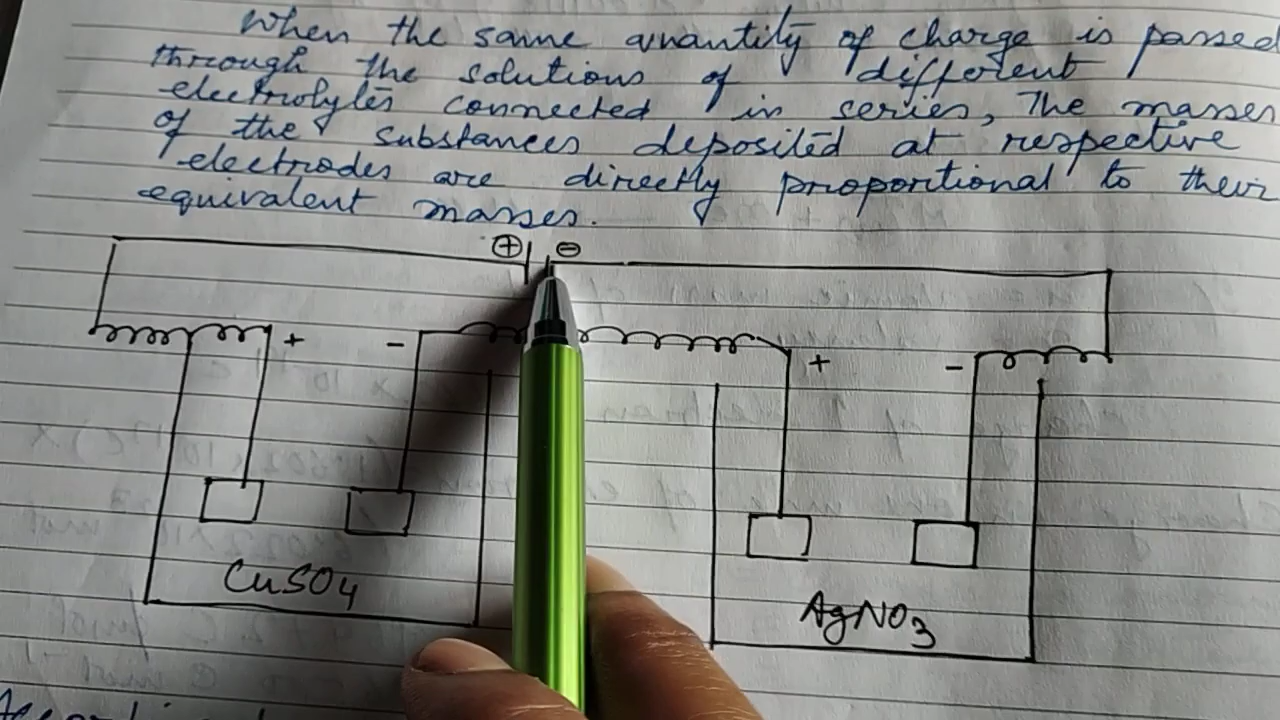 When the same quantity of charge is passed
through the solutions of different
electrolytes connected in series, The masses
of the substances deposited at respective
electrodes are directly proportional to their
equivalent masses.
+ -
+ - + -
CuSO4
AgNO3